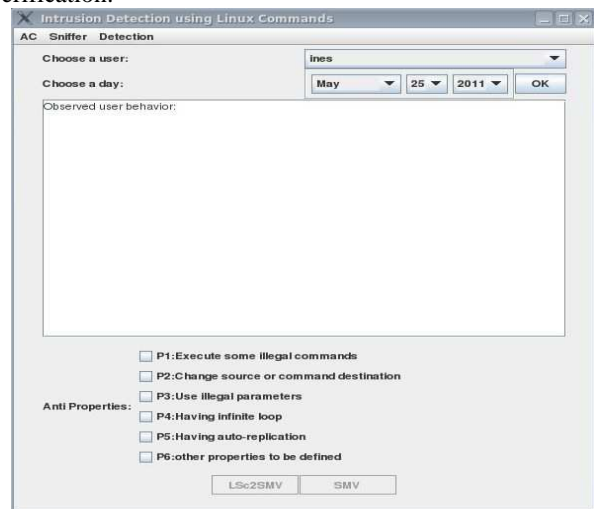 erification.
Intrusion Detection using Linux Commands
AC Sniffer Detection
Choose a user: ines
Choose a day: May 25 2011 OK
Observed user behavior:
P1:Execute some illegal commands
P2:Change source or command destination
P3:Use illegal parameters
Anti Properties:
P4:Having infinite loop
P5:Having auto-replication
P6:other properties to be defined
LSc2SMV SMV